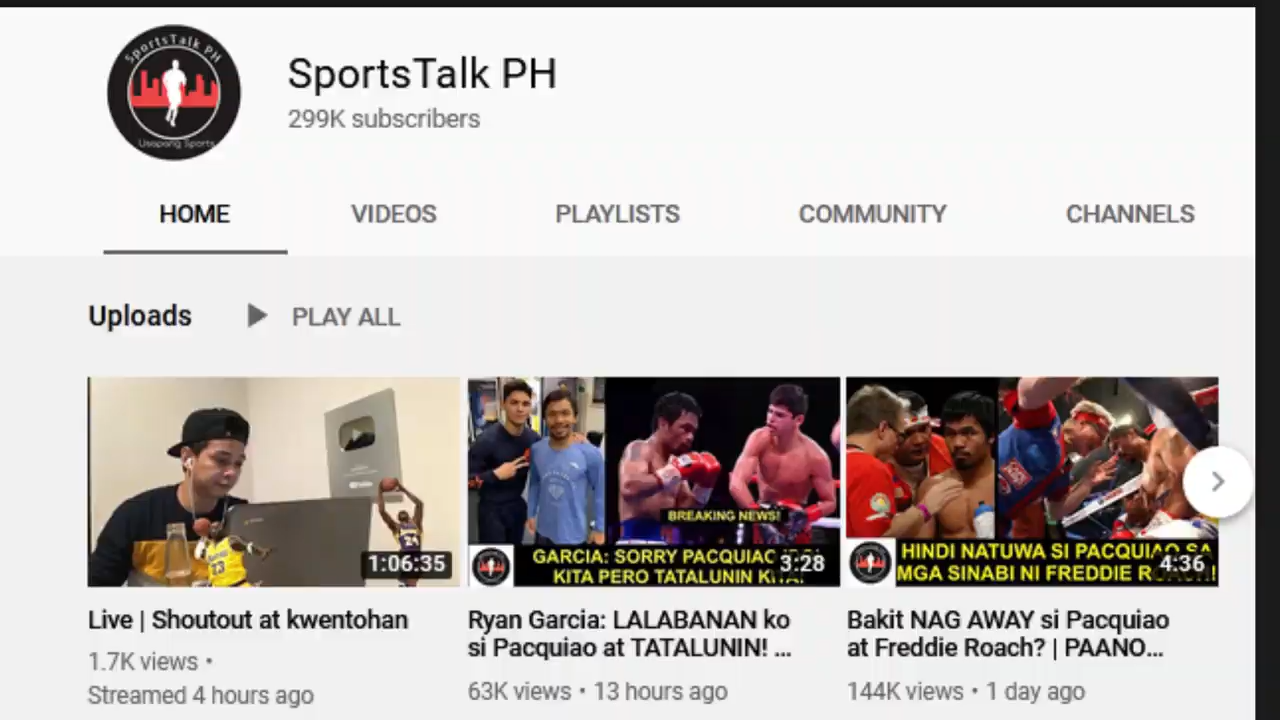 SportsTalk PH
Usapang Sports
SportsTalk PH
299K subscribers
HOME
VIDEOS
PLAYLISTS
COMMUNITY
CHANNELS
Uploads
PLAY ALL
24
23
1:06:35
BREAKING NEWS!
GARCIA: SORRY PACQUIAO
KITA PERO TATALUNIN
3:28
HINDI NATUWA SI PACQUIAO SA
MGA SINABI NI FREDDIE
4:36
Live | Shoutout at kwentohan
1.7K views •
Streamed 4 hours ago
Ryan Garcia: LALABANAN ko
si Pacquiao at TATALUNIN! ...
63K views • 13 hours ago
Bakit NAG AWAY si Pacquiao
at Freddie Roach? | PAANO...
144K views • 1 day ago